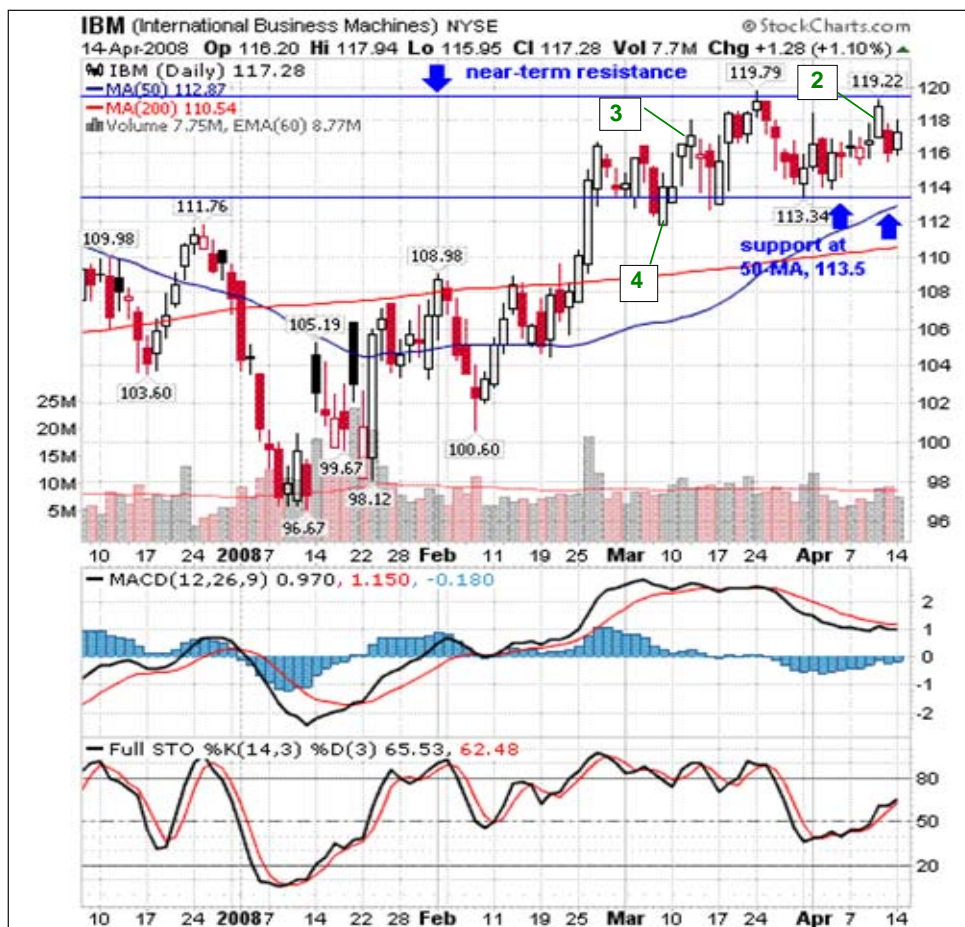 IBM (International Business Machines) NYSE
© StockCharts.com
14-Apr-2008 Op 116.20 Hi 117.94 Lo 115.95 Cl 117.28 Vol 7.7M Chg +1.28 (+1.10%)
IBM (Daily) 117.28
MA(50) 112.87
MA(200) 110.54
Volume 7.75M, EMA(60) 8.77M
near-term resistance
119.79
2
119.22
3
113.34
support at
50-MA, 113.5
4
111.76
109.98
108.98
105.19
103.60
100.60
99.67
98.12
96.67
120
118
116
114
112
110
108
106
104
102
100
98
96
25M
20M
15M
10M
5M
10 17 24 2008 7 14 22 28 Feb 11 19 25 Mar 10 17 24 Apr 7 14
MACD(12,26,9) 0.970, 1.150, -0.180
2
1
0
-1
-2
Full STO %K(14,3) %D(3) 65.53, 62.48
80
50
20
10 17 24 2008 7 14 22 28 Feb 11 19 25 Mar 10 17 24 Apr 7 14